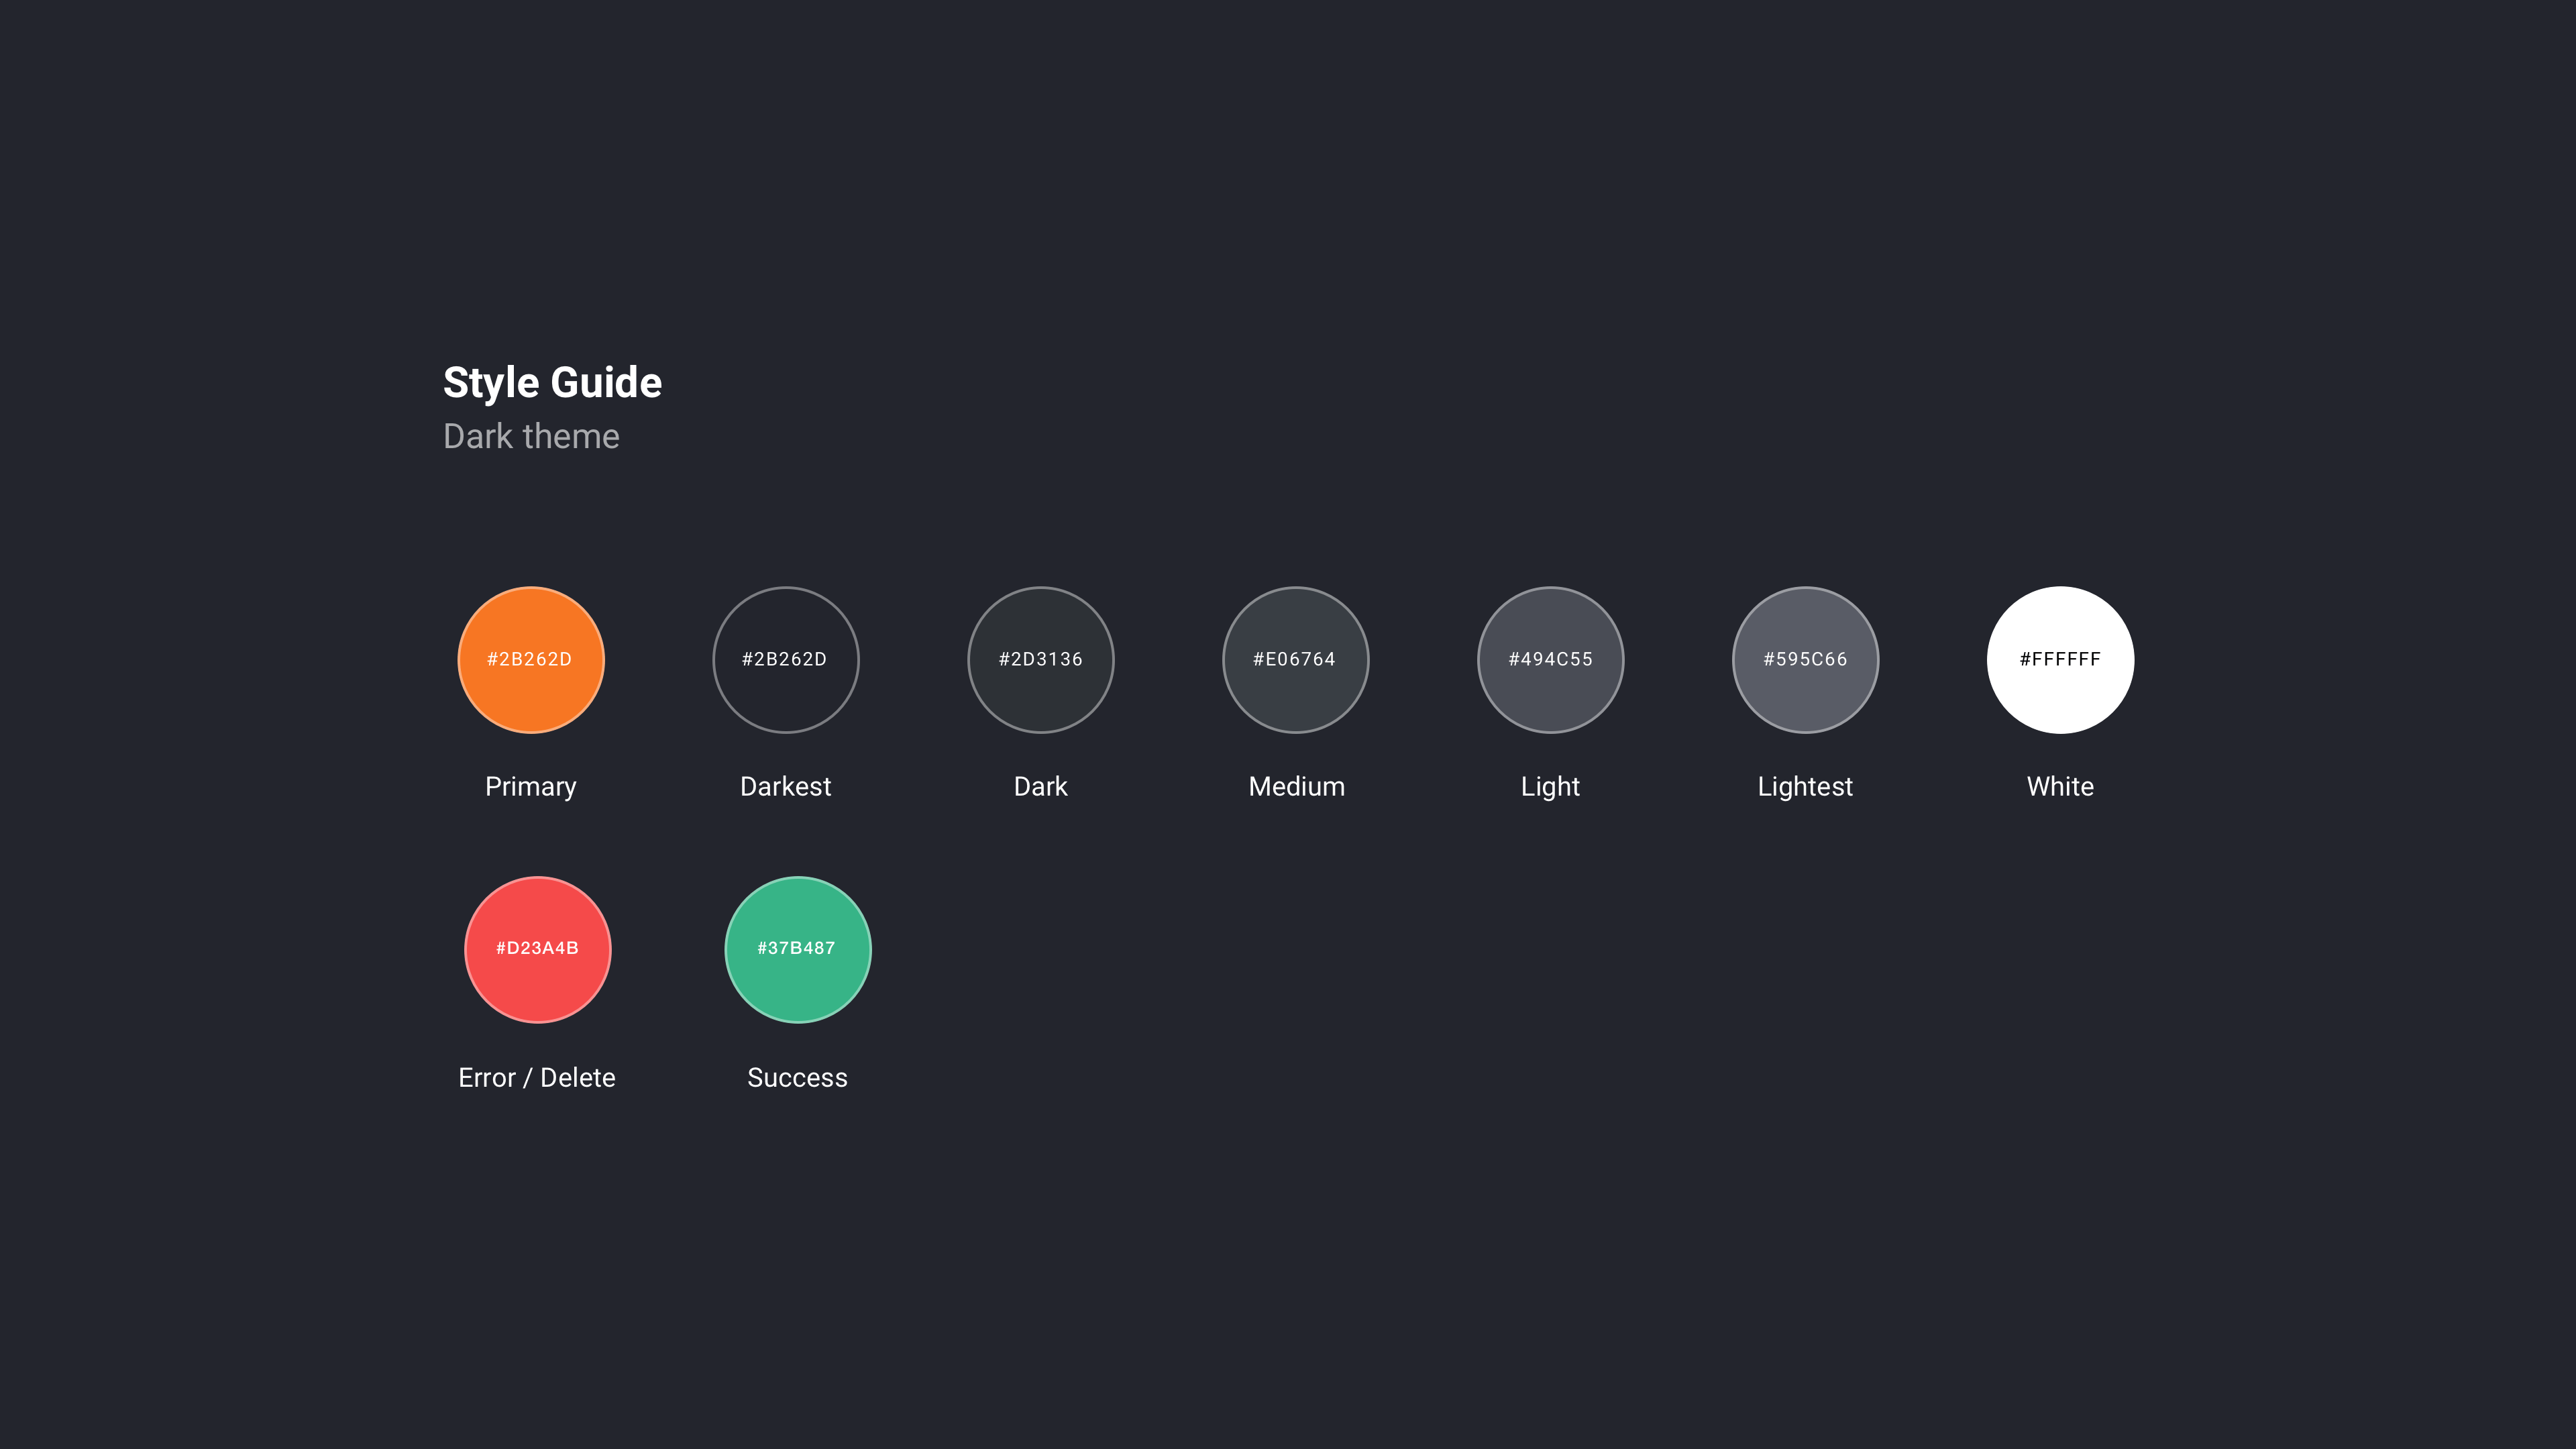 Style Guide
Dark theme
#2B262D
#2B262D
#2D3136
#E06764
#494C55
#595C66
#FFFFFF
Primary
Darkest
Dark
Medium
Light
Lightest
White
#D23A4B
#37B487
Error / Delete
Success